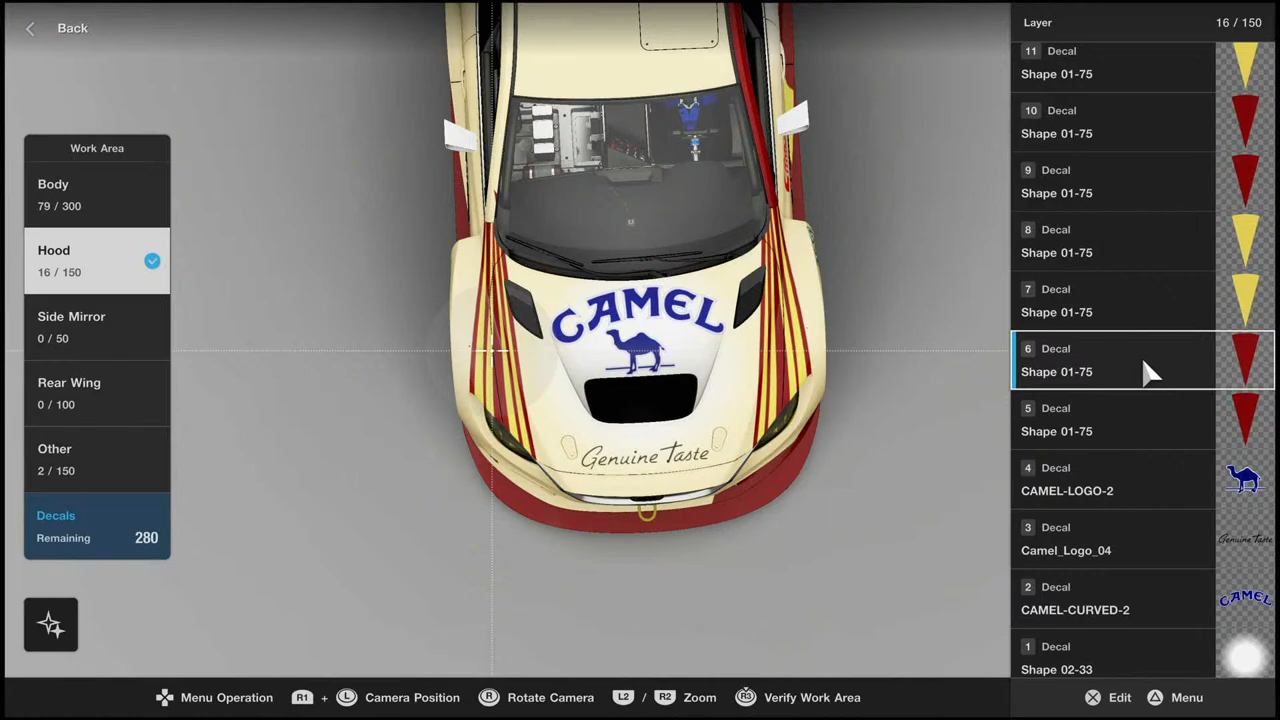 Back
Layer
16 / 150
Work Area
Body
79 / 300
Hood
16 / 150
Side Mirror
0 / 50
Rear Wing
0 / 100
Other
2 / 150
Decals
Remaining 280
CAMEL
Genuine Taste
11 Decal
Shape 01-75
10 Decal
Shape 01-75
9 Decal
Shape 01-75
8 Decal
Shape 01-75
7 Decal
Shape 01-75
6 Decal
Shape 01-75
5 Decal
Shape 01-75
4 Decal
CAMEL-LOGO-2
3 Decal
Camel_Logo_04
Genuine Taste
2 Decal
CAMEL-CURVED-2
CAMEL
1 Decal
Shape 02-33
Menu Operation R1 + L Camera Position R Rotate Camera L2 / R2 Zoom R3 Verify Work Area
Edit Menu